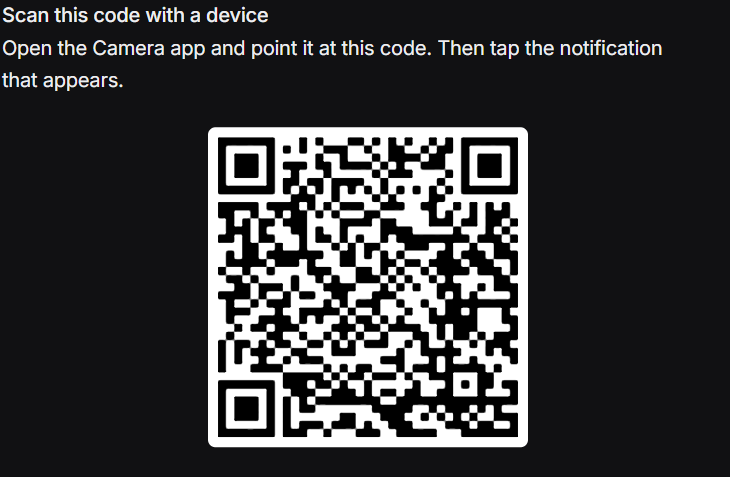 Scan this code with a device
Open the Camera app and point it at this code. Then tap the notification
that appears.